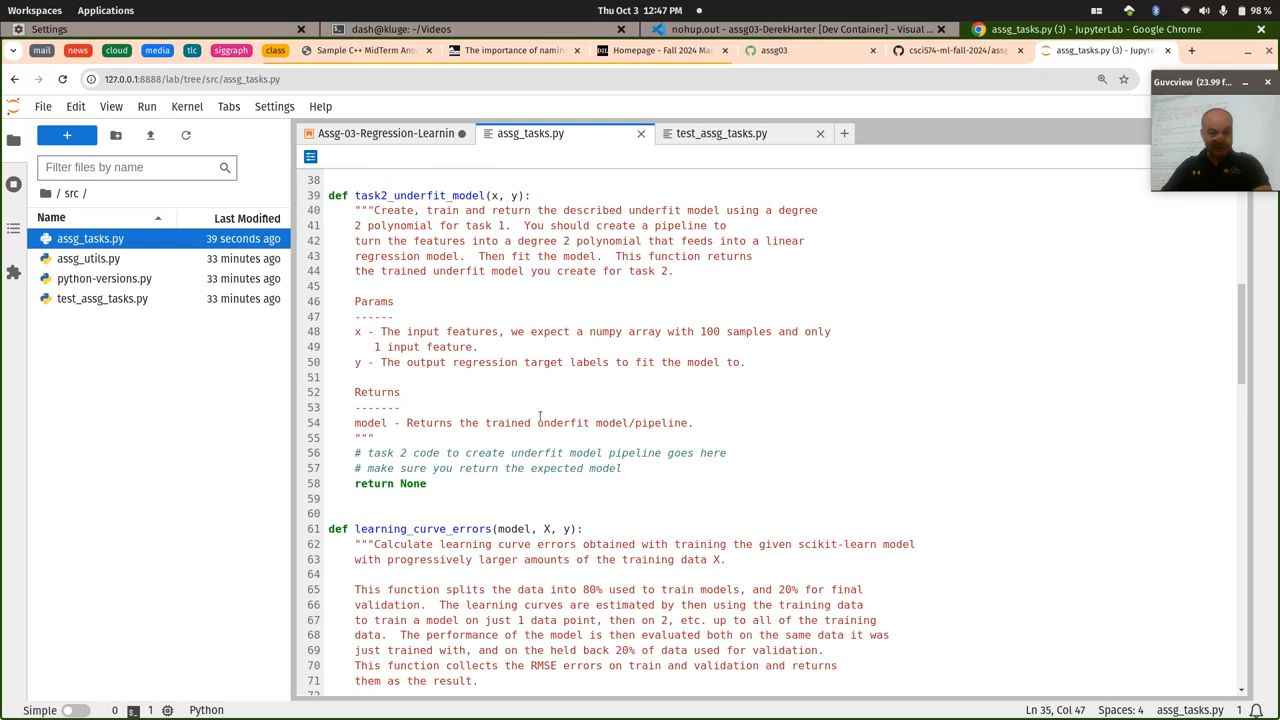 Workspaces Applications Thu Oct 3 12:47 PM 98 %
Settings dash@kluge: ~/Videos nohup.out - assg03-DerekHarter [Dev Container] - Visual ... assg_tasks.py (3) - JupyterLab - Google Chrome
mail news cloud media tlc siggraph class Sample C++ MidTerm Ans The importance of namin Homepage - Fall 2024 Ma assg03 csci574-ml-fall-2024/assg assg_tasks.py (3) - Jupyte
127.0.0.1:8888/lab/tree/src/assg_tasks.py
Guvcview (23.99 f...
File Edit View Run Kernel Tabs Settings Help
Assg-03-Regression-Learnin assg_tasks.py test_assg_tasks.py
Filter files by name
/ src /
Name Last Modified
assg_tasks.py 39 seconds ago
assg_utils.py 33 minutes ago
python-versions.py 33 minutes ago
test_assg_tasks.py 33 minutes ago
38
39 def task2_underfit_model(x, y):
40 """Create, train and return the described underfit model using a degree
41 2 polynomial for task 1. You should create a pipeline to
42 turn the features into a degree 2 polynomial that feeds into a linear
43 regression model. Then fit the model. This function returns
44 the trained underfit model you create for task 2.
45
46 Params
47 ------
48 x - The input features, we expect a numpy array with 100 samples and only
49 1 input feature.
50 y - The output regression target labels to fit the model to.
51
52 Returns
53 -------
54 model - Returns the trained underfit model/pipeline.
55 """
56 # task 2 code to create underfit model pipeline goes here
57 # make sure you return the expected model
58 return None
59
60
61 def learning_curve_errors(model, X, y):
62 """Calculate learning curve errors obtained with training the given scikit-learn model
63 with progressively larger amounts of the training data X.
64
65 This function splits the data into 80% used to train models, and 20% for final
66 validation. The learning curves are estimated by then using the training data
67 to train a model on just 1 data point, then on 2, etc. up to all of the training
68 data. The performance of the model is then evaluated both on the same data it was
69 just trained with, and on the held back 20% of data used for validation.
70 This function collects the RMSE errors on train and validation and returns
71 them as the result.
Simple 0 $_ 1 Python Ln 35, Col 47 Spaces: 4 assg_tasks.py 1